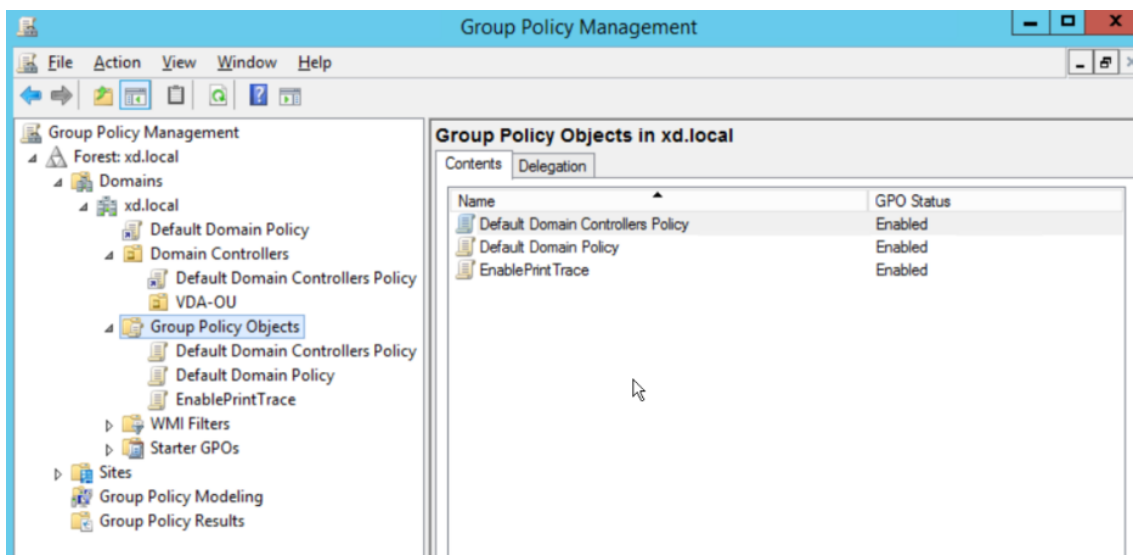 Group Policy Management
File Action View Window Help
Group Policy Management
Forest: xd.local
Domains
xd.local
Default Domain Policy
Domain Controllers
Default Domain Controllers Policy
VDA-OU
Group Policy Objects
Default Domain Controllers Policy
Default Domain Policy
EnablePrintTrace
WMI Filters
Starter GPOs
Sites
Group Policy Modeling
Group Policy Results
Group Policy Objects in xd.local
Contents Delegation
Name GPO Status
Default Domain Controllers Policy Enabled
Default Domain Policy Enabled
EnablePrintTrace Enabled